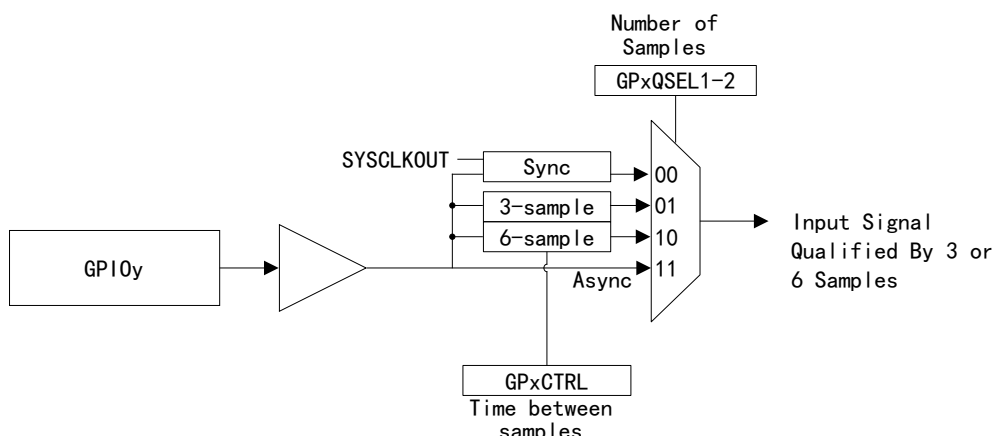 Number of
Samples
GPxQSEL1-2
SYSCLKOUT
Sync
00
3-sample
01
6-sample
10
GPIOy
Async
11
Input Signal
Qualified By 3 or
6 Samples
GPxCTRL
Time between
samples